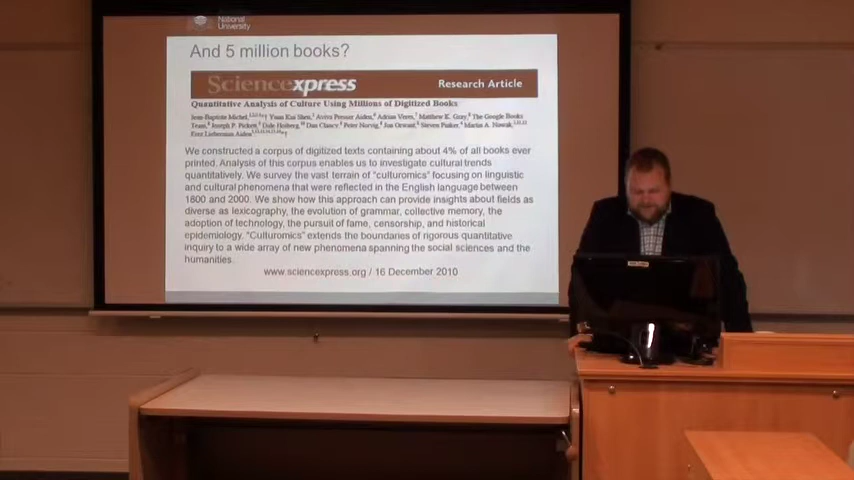 National
University
And 5 million books?
Sciencexpress
Research Article
Quantitative Analysis of Culture Using Millions of Digitized Books
Jean-Baptiste Michel, Yuan Kui Shen, Aviva Presser Aiden, Adrian Veres, Matthew K. Gray, The Google Books
Team, Joseph P. Pickett, Dale Hoiberg, Dan Clancy, Peter Norvig, Jon Orwant, Steven Pinker, Martin A. Nowak,
Erez Lieberman Aiden
We constructed a corpus of digitized texts containing about 4% of all books ever
printed. Analysis of this corpus enables us to investigate cultural trends
quantitatively. We survey the vast terrain of "culturomics" focusing on linguistic
and cultural phenomena that were reflected in the English language between
1800 and 2000. We show how this approach can provide insights about fields as
diverse as lexicography, the evolution of grammar, collective memory, the
adoption of technology, the pursuit of fame, censorship, and historical
epidemiology. "Culturomics" extends the boundaries of rigorous quantitative
inquiry to a wide array of new phenomena spanning the social sciences and the
humanities.
www.sciencexpress.org / 16 December 2010